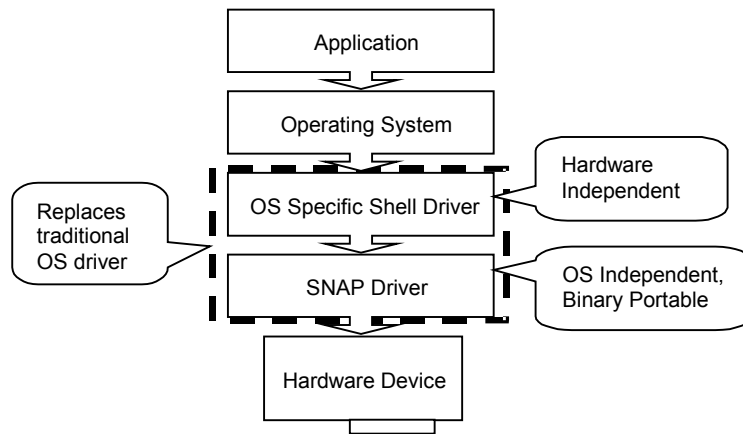 Application
Operating System
Hardware
Independent
OS Specific Shell Driver
Replaces
traditional
OS driver
SNAP Driver
OS Independent,
Binary Portable
Hardware Device